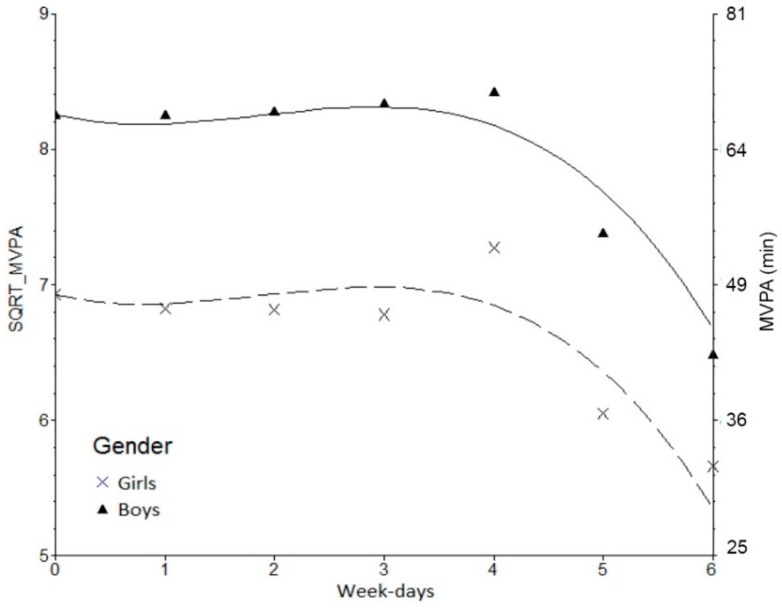 9
8
7
6
5
SQRT_MVPA
81
64
49
36
25
MVPA (min)
Gender
Girls
Boys
0 1 2 3 4 5 6
Week-days